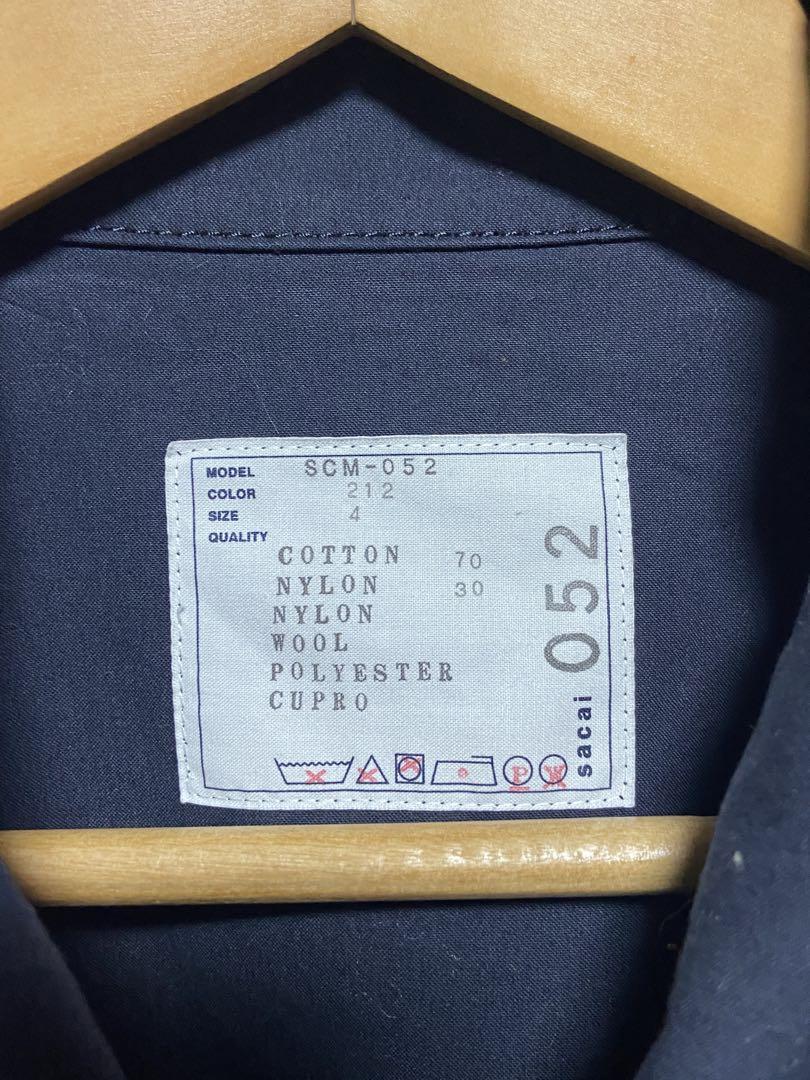 MODEL SCM-052
COLOR 212
SIZE 4
QUALITY
COTTON 70
NYLON 30
NYLON
WOOL
POLYESTER
CUPRO
P
W
sacai 052